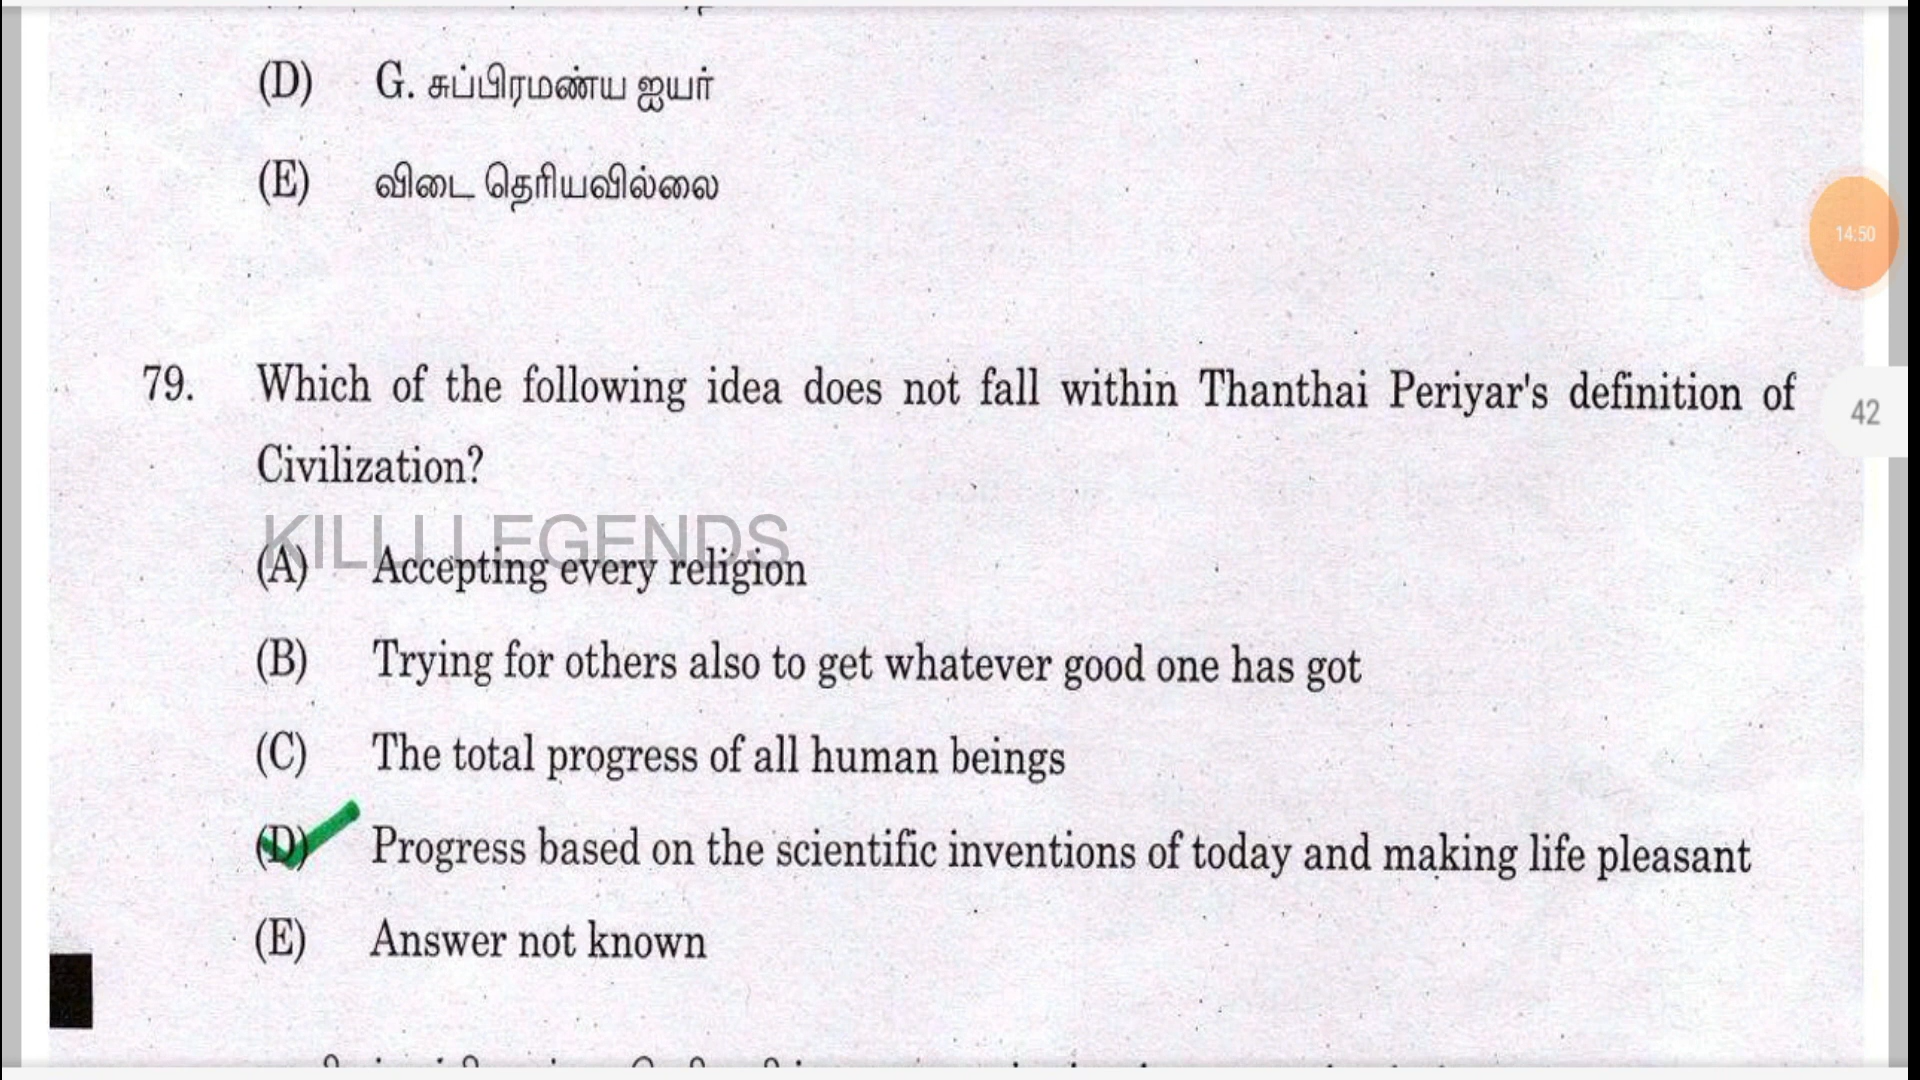 (D) G. சுப்பிரமண்ய ஐயர்
(E) விடை தெரியவில்லை
14:50
79. Which of the following idea does not fall within Thanthai Periyar's definition of
42
Civilization?
KILLI LEGENDS
(A) Accepting every religion
(B) Trying for others also to get whatever good one has got
(C) The total progress of all human beings
(D) Progress based on the scientific inventions of today and making life pleasant
(E) Answer not known